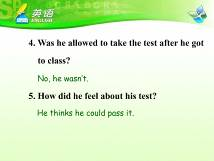 英语
4. Was he allowed to take the test after he got
to class?
No, he wasn't.
5. How did he feel about his test?
He thinks he could pass it.